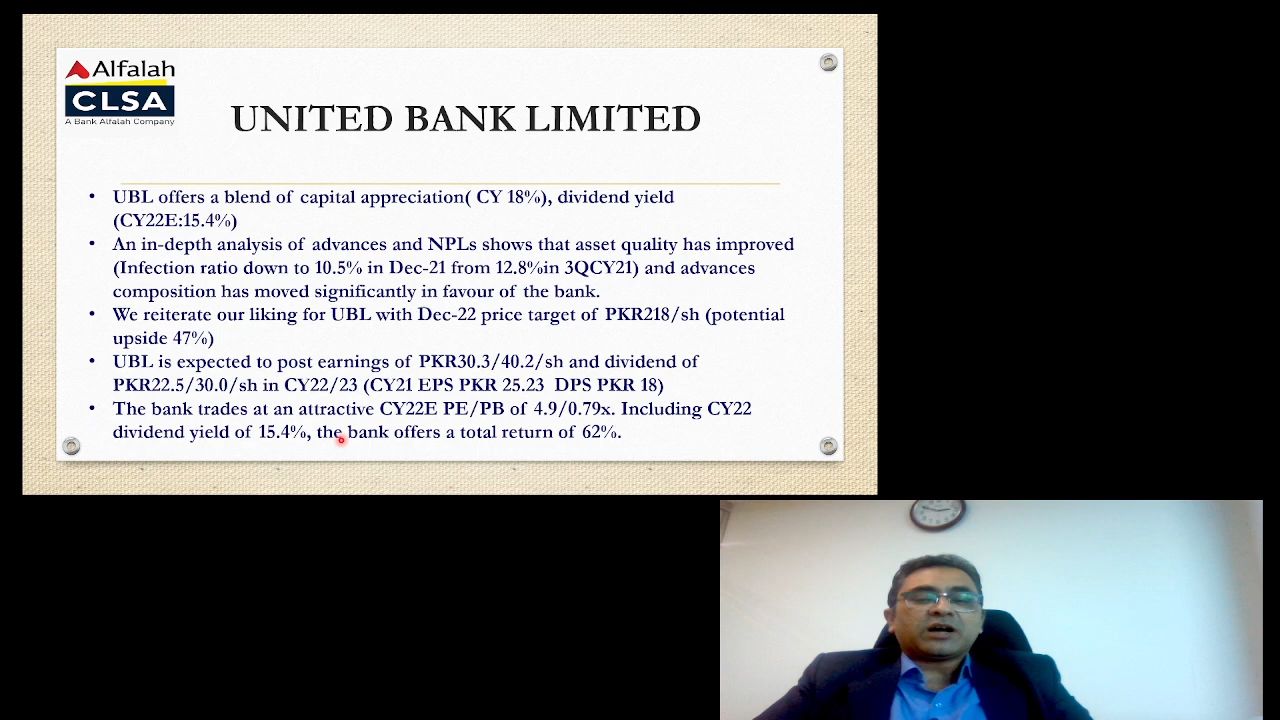 Alfalah
CLSA
A Bank Alfalah Company
UNITED BANK LIMITED
• UBL offers a blend of capital appreciation( CY 18%), dividend yield
(CY22E:15.4%)
• An in-depth analysis of advances and NPLs shows that asset quality has improved
(Infection ratio down to 10.5% in Dec-21 from 12.8%in 3QCY21) and advances
composition has moved significantly in favour of the bank.
• We reiterate our liking for UBL with Dec-22 price target of PKR218/sh (potential
upside 47%)
• UBL is expected to post earnings of PKR30.3/40.2/sh and dividend of
PKR22.5/30.0/sh in CY22/23 (CY21 EPS PKR 25.23 DPS PKR 18)
• The bank trades at an attractive CY22E PE/PB of 4.9/0.79x. Including CY22
dividend yield of 15.4%, the bank offers a total return of 62%.